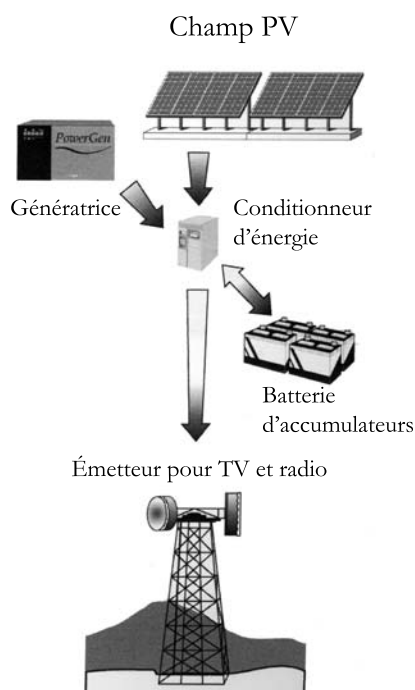 Champ PV
PowerGen
Génératrice
Conditionneur
d'énergie
Batterie
d'accumulateurs
Émetteur pour TV et radio